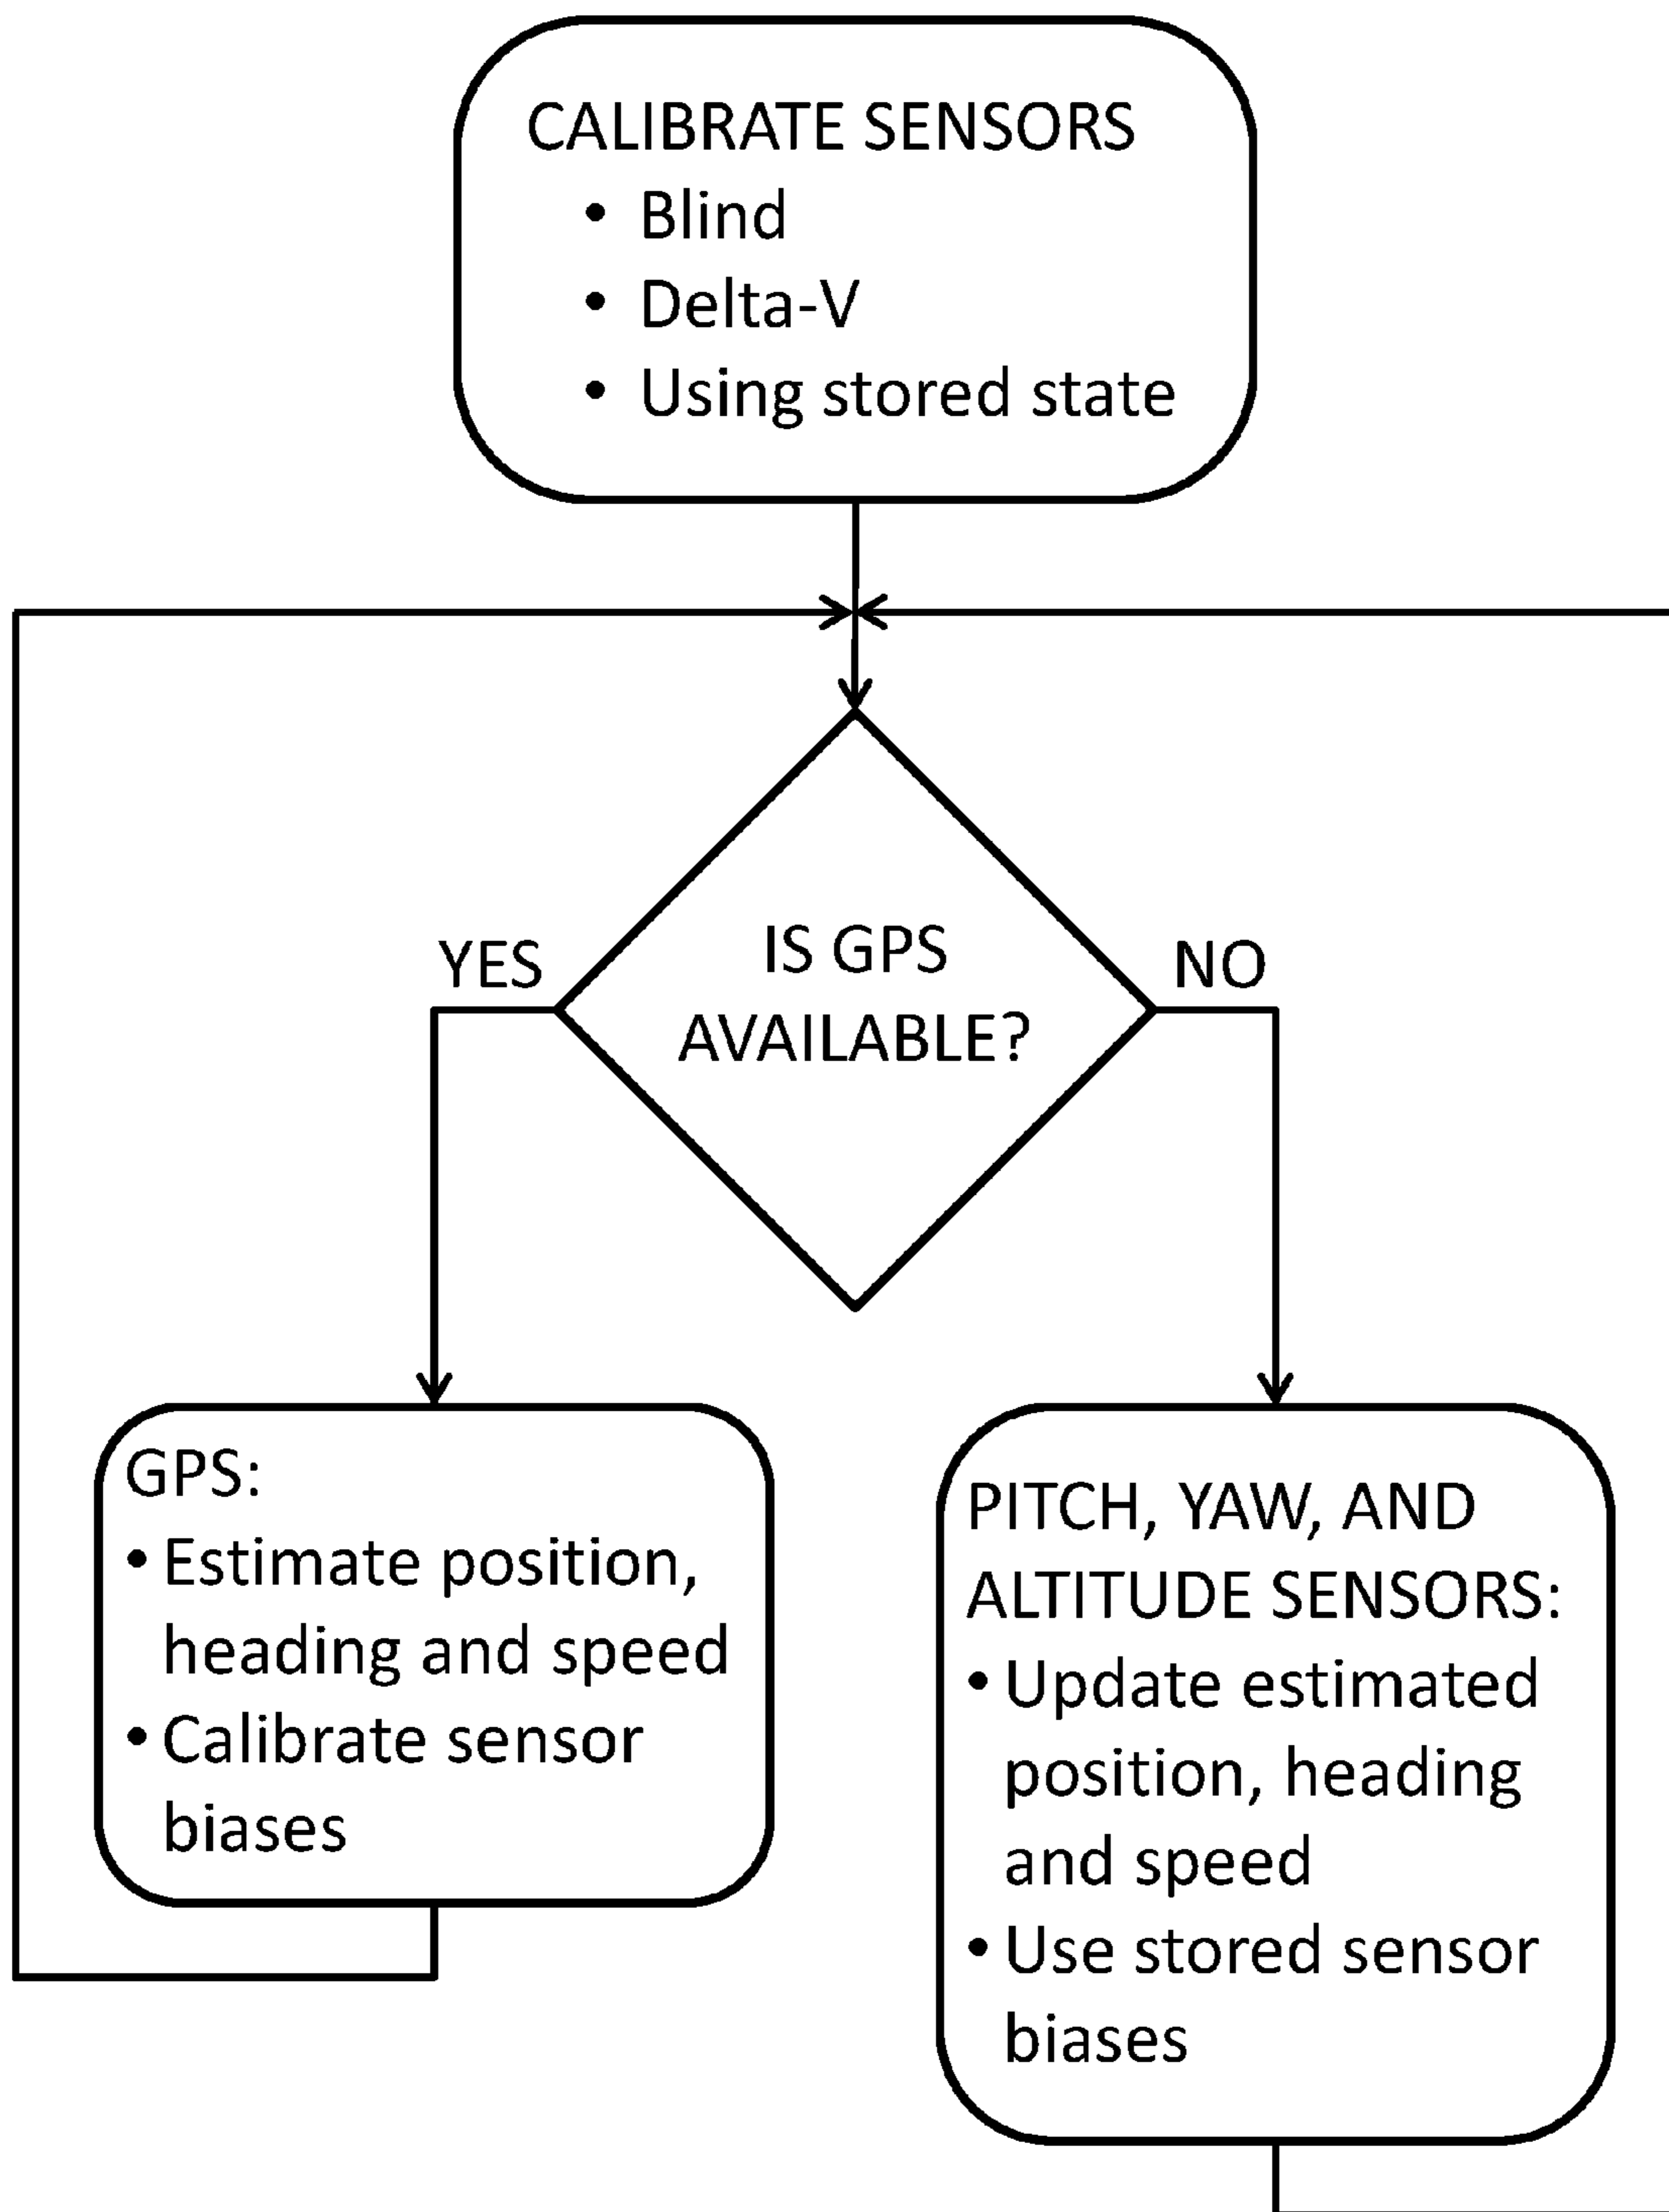 CALIBRATE SENSORS
• Blind
• Delta-V
• Using stored state
IS GPS
AVAILABLE?
YES
NO
GPS:
• Estimate position,
heading and speed
• Calibrate sensor
biases
PITCH, YAW, AND
ALTITUDE SENSORS:
• Update estimated
position, heading
and speed
• Use stored sensor
biases